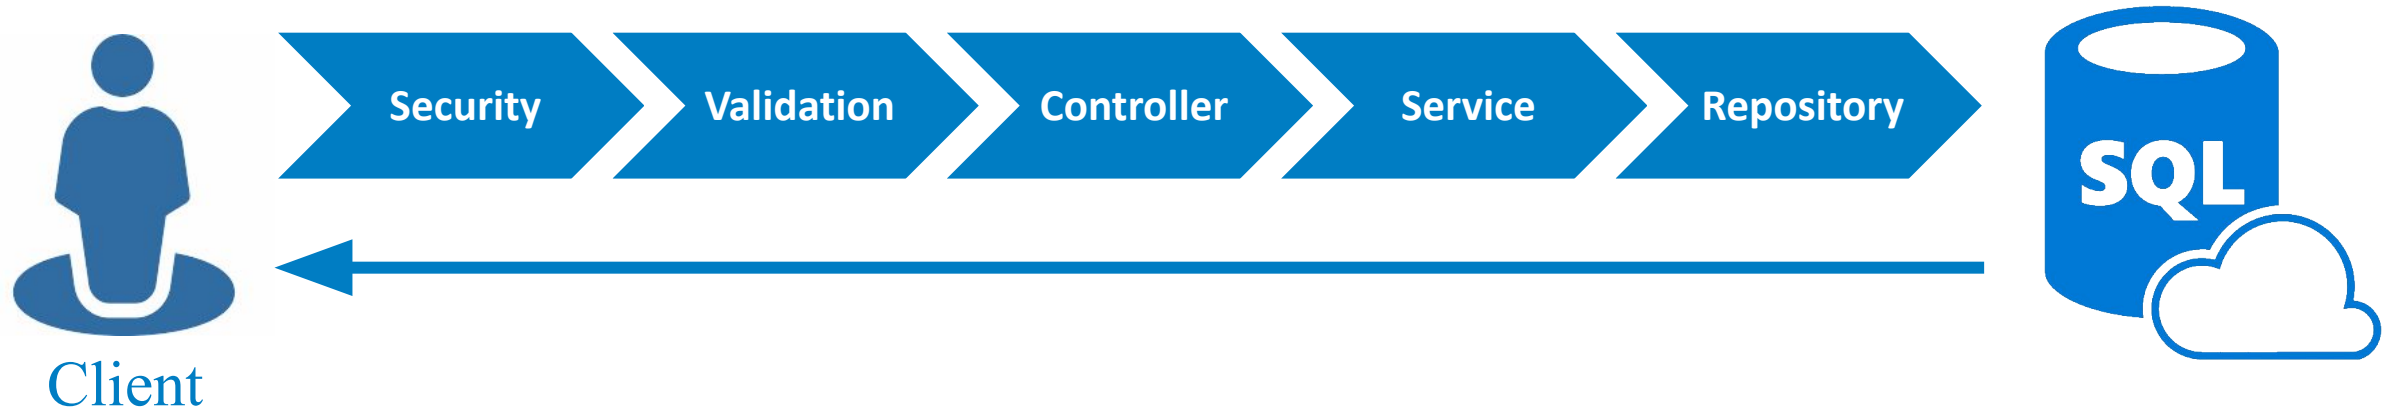 Security
Validation
Controller
Service
Repository
SQL
Client